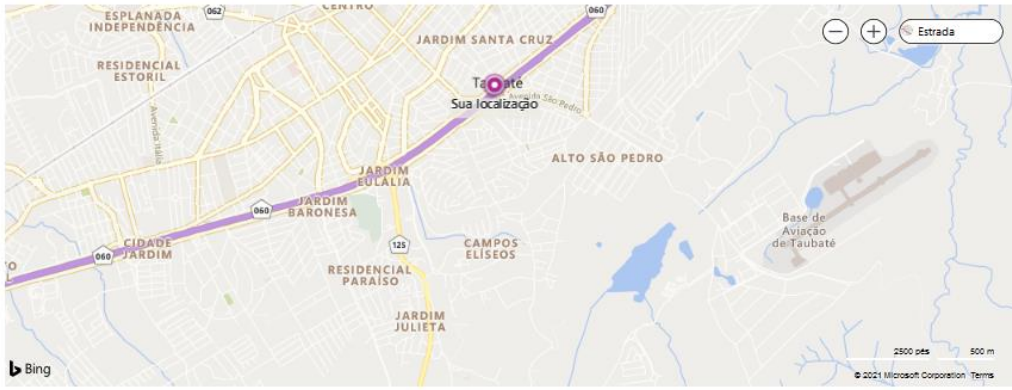 ESPLANADA
INDEPENDÊNCIA
062
CENTRO
060
Estrada
JARDIM SANTA CRUZ
RESIDENCIAL
ESTORIL
Taubaté
Sua localização
Avenida São Pedro
Avenida Itália
ALTO SÃO PEDRO
JARDIM
EULÁLIA
JARDIM
BARONESA
060
Base de
Aviação
de Taubaté
CIDADE
JARDIM
060
125
CAMPOS
ELÍSEOS
RESIDENCIAL
PARAÍSO
JARDIM
JULIETA
2500 pés
500 m
Bing
© 2021 Microsoft Corporation Terms